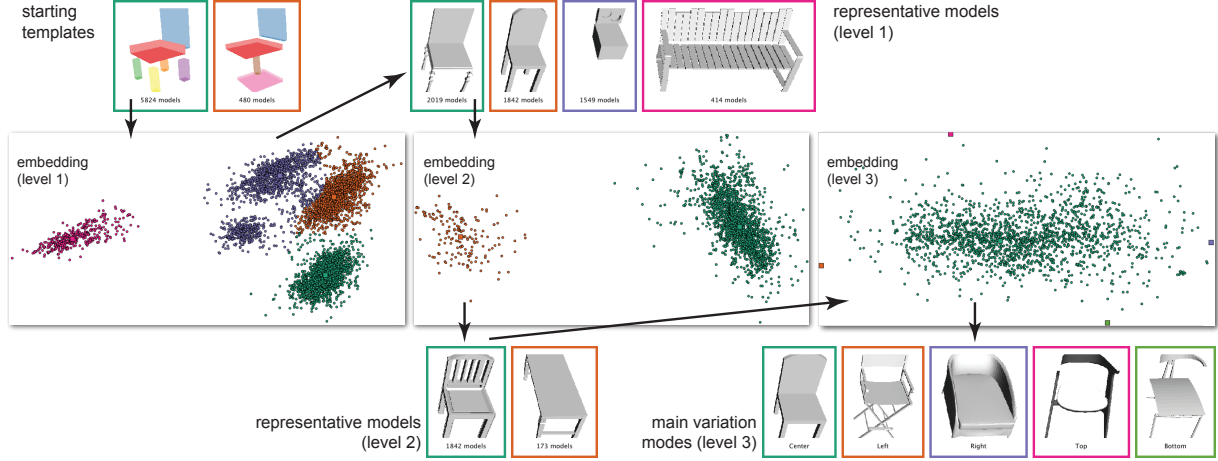 starting
templates
5824 models
480 models
2019 models
1842 models
1549 models
414 models
representative models
(level 1)
embedding
(level 1)
embedding
(level 2)
embedding
(level 3)
representative models
(level 2)
1842 models
173 models
main variation
modes (level 3)
Center
Left
Right
Top
Bottom